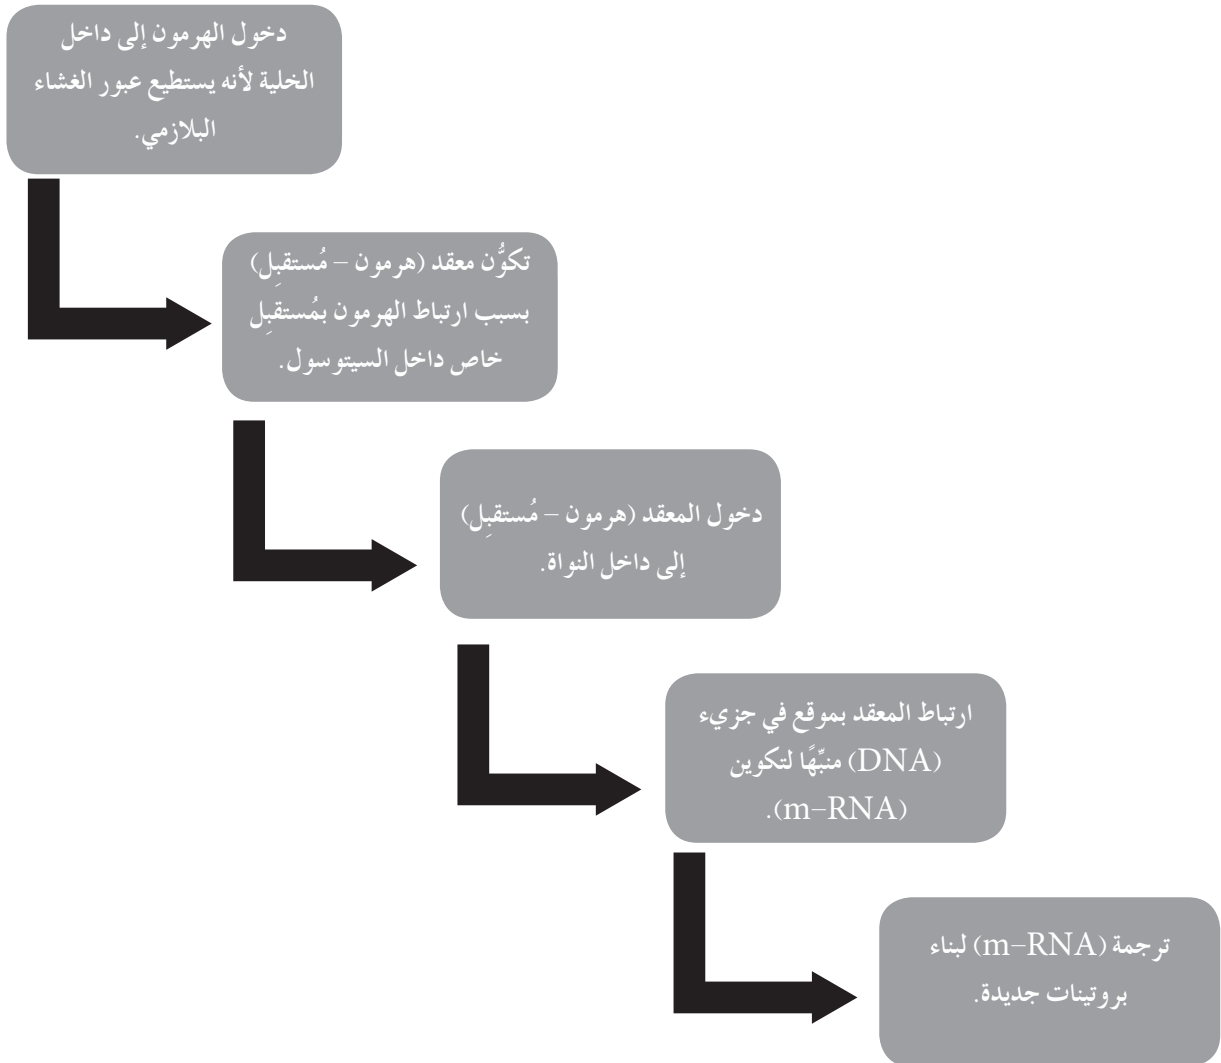 دخول الهرمون إلى داخل
الخلية لأنه يستطيع عبور الغشاء
البلازمي.
تكوُّن معقد (هرمون – مُستقبِل)
بسبب ارتباط الهرمون بمُستقبِل
خاص داخل السيتوسول.
دخول المعقد (هرمون – مُستقبِل)
إلى داخل النواة.
ارتباط المعقد بموقع في جزيء
(DNA) منبِّهًا لتكوين
(m–RNA).
ترجمة (m–RNA) لبناء
بروتينات جديدة.